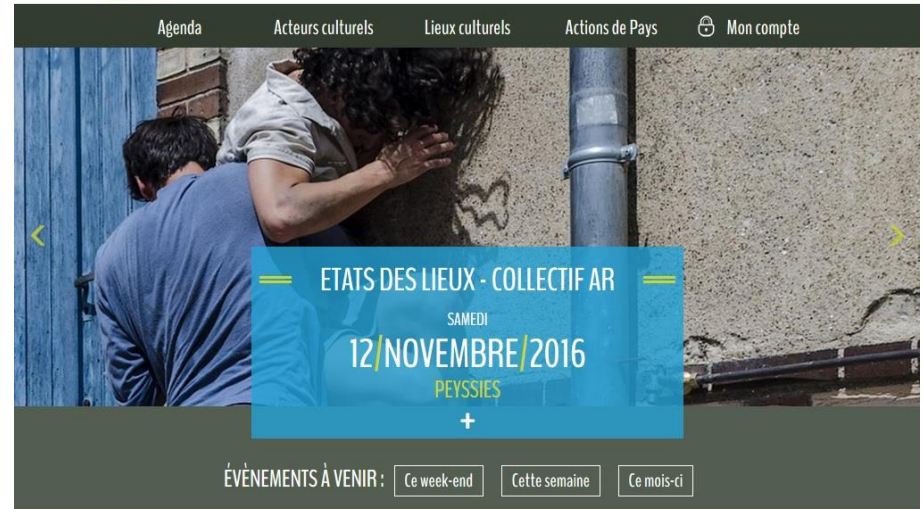 Agenda Acteurs culturels Lieux culturels Actions de Pays Mon compte
ETATS DES LIEUX - COLLECTIF AR
SAMEDI
12/NOVEMBRE/2016
PEYSSIES
+
ÉVÈNEMENTS À VENIR : Ce week-end Cette semaine Ce mois-ci